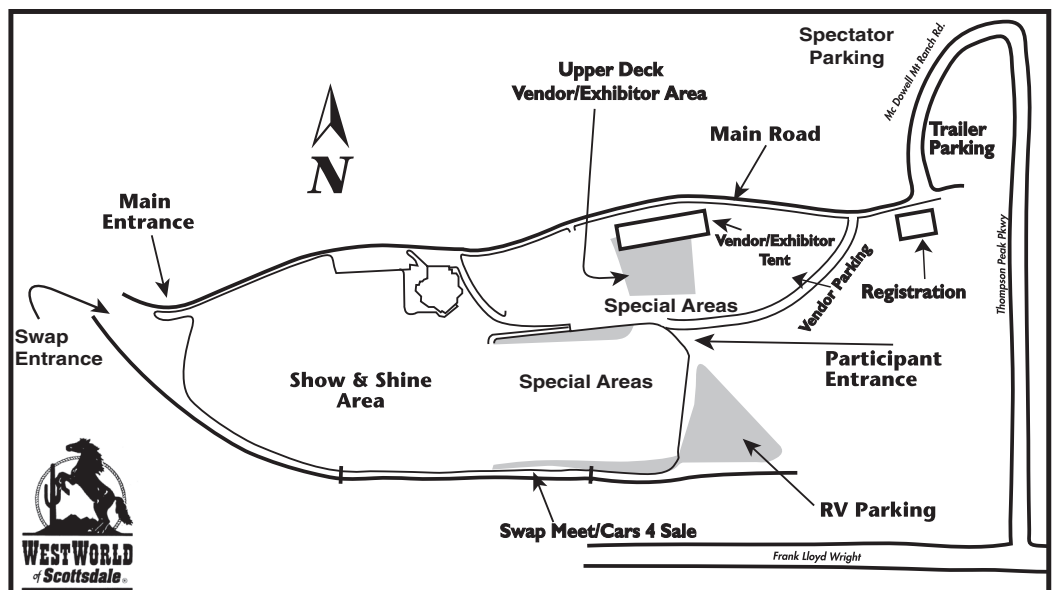 Spectator
Parking
Mc Dowell Mt Ranch Rd.
Upper Deck
Vendor/Exhibitor Area
Main Road
Trailer
Parking
N
Main
Entrance
Vendor/Exhibitor
Tent
Thompson Peak Pkwy
Vendor Parking
Registration
Special Areas
Swap
Entrance
Participant
Entrance
Show & Shine
Area
Special Areas
RV Parking
Swap Meet/Cars 4 Sale
WESTWORLD
of Scottsdale®
Frank Lloyd Wright